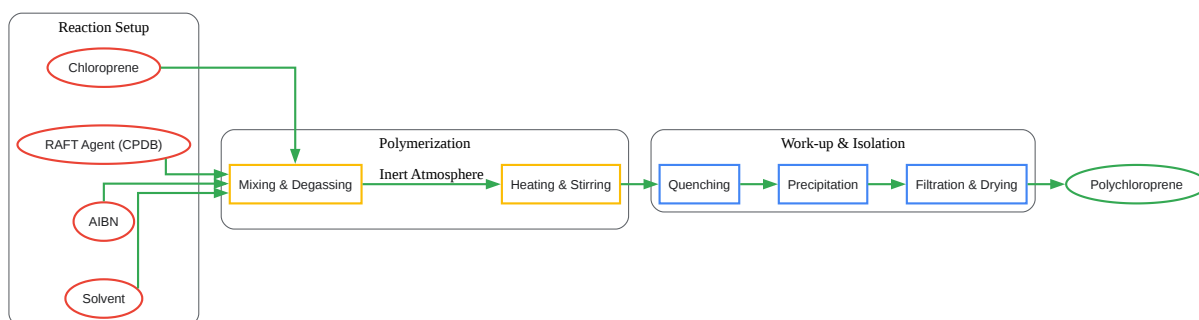 Reaction Setup
Chloroprene
RAFT Agent (CPDB)
AIBN
Solvent
Polymerization
Mixing & Degassing
Inert Atmosphere
Heating & Stirring
Work-up & Isolation
Quenching
Precipitation
Filtration & Drying
Polychloroprene